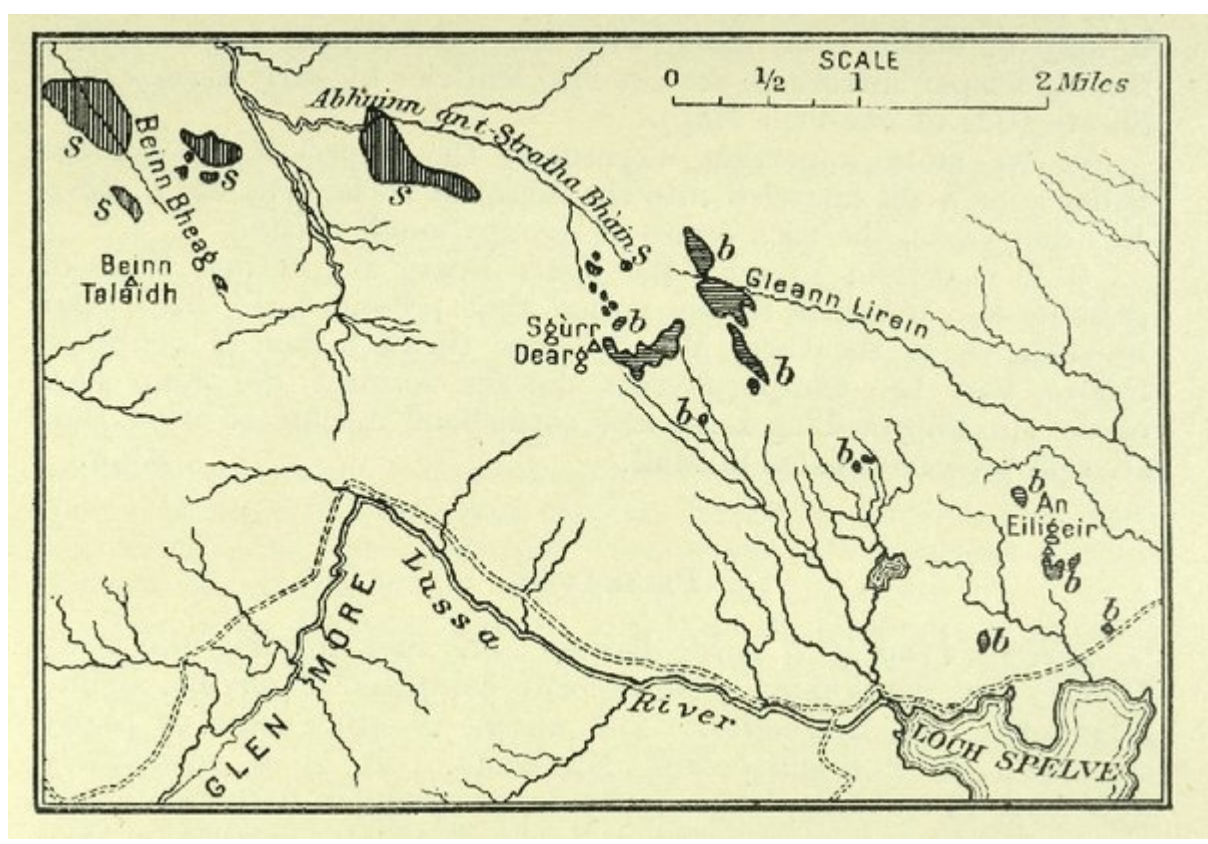 SCALE
0 1/2 1 2 Miles
Abhuinn an t-Stratha Bhàin
S
S
S
S
S
Beinn Bheag
Beinn
Talaidh
b
Gleann Lirein
b
Sgùrr
Dearg
b
b
b
b
An
Eiligeir
b
b
b
Lussa
River
GLEN MORE
LOCH SPELVE